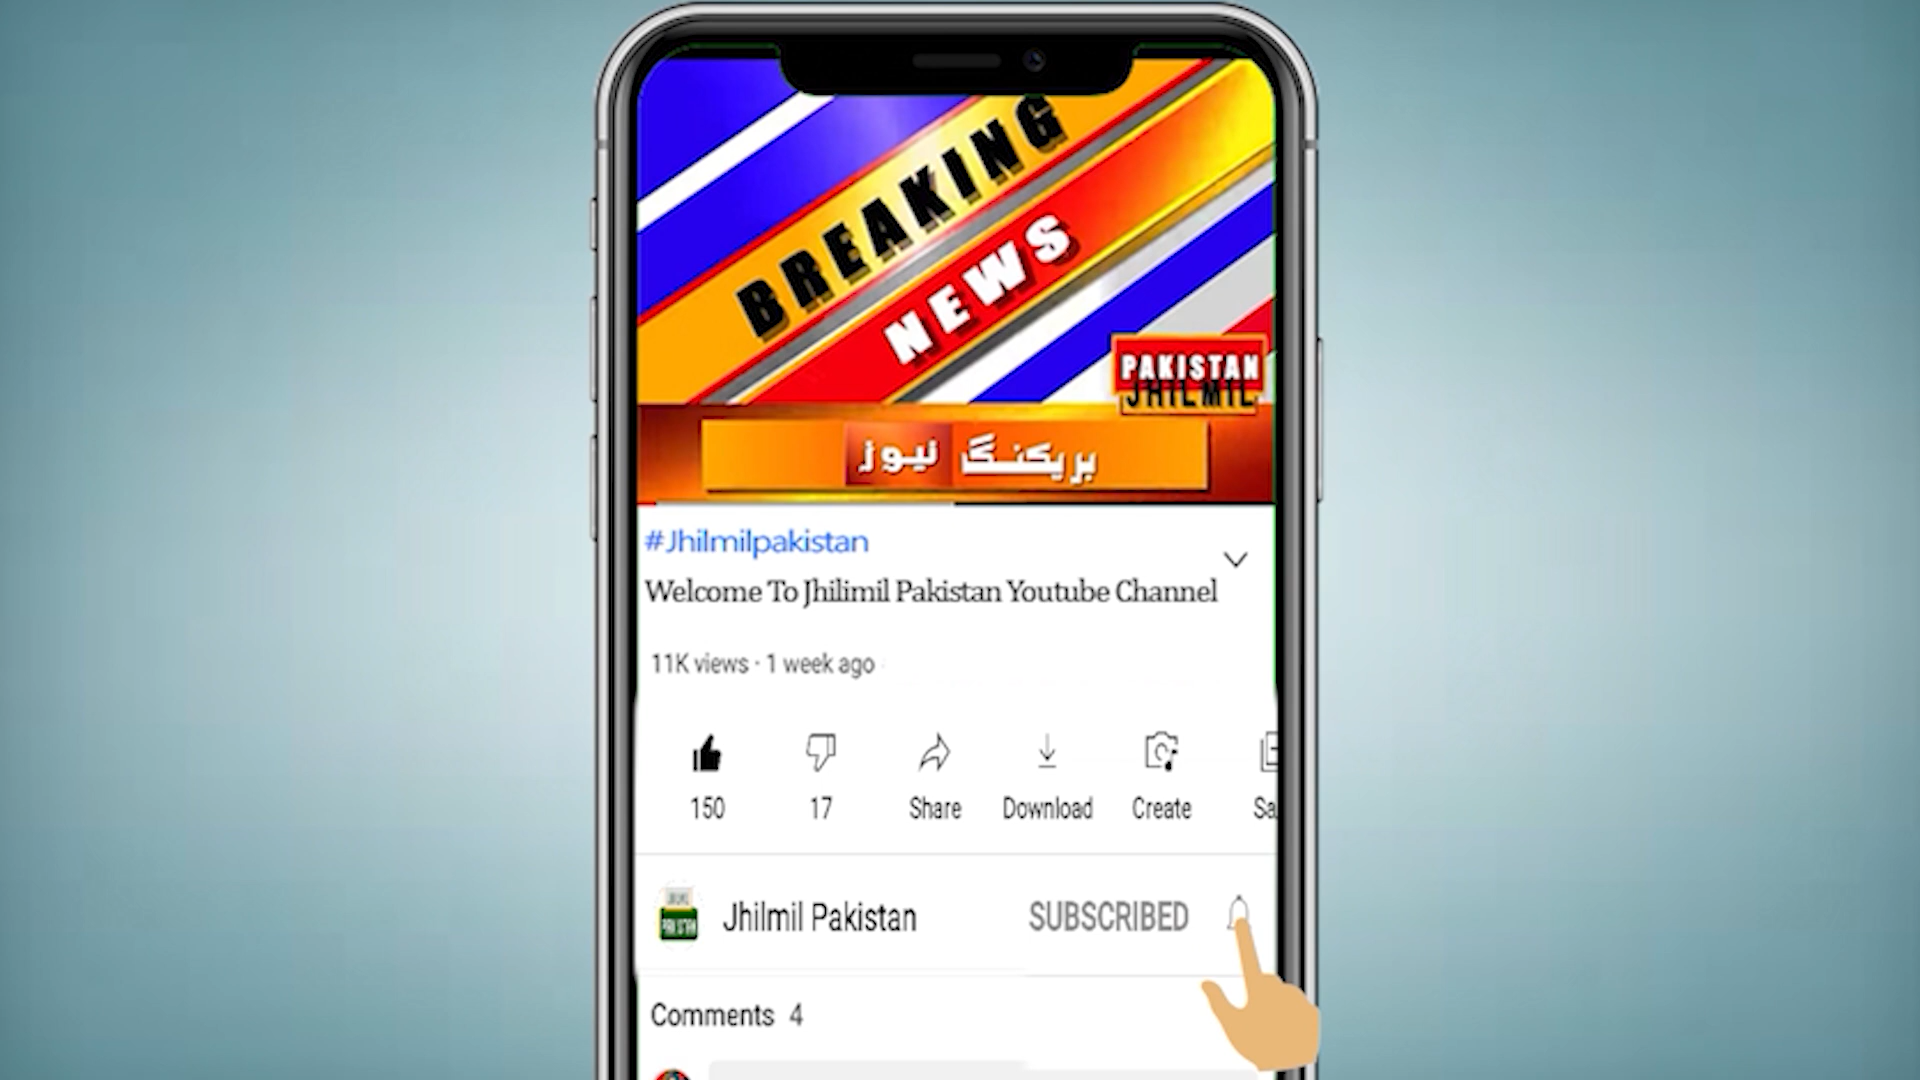 BREAKING
NEWS
PAKISTAN
JHILMIL
بریکنگ نیوز
#Jhilmilpakistan
Welcome To Jhilimil Pakistan Youtube Channel
11K views · 1 week ago
150 17 Share Download Create Sa
Jhilmil Pakistan SUBSCRIBED
Comments 4